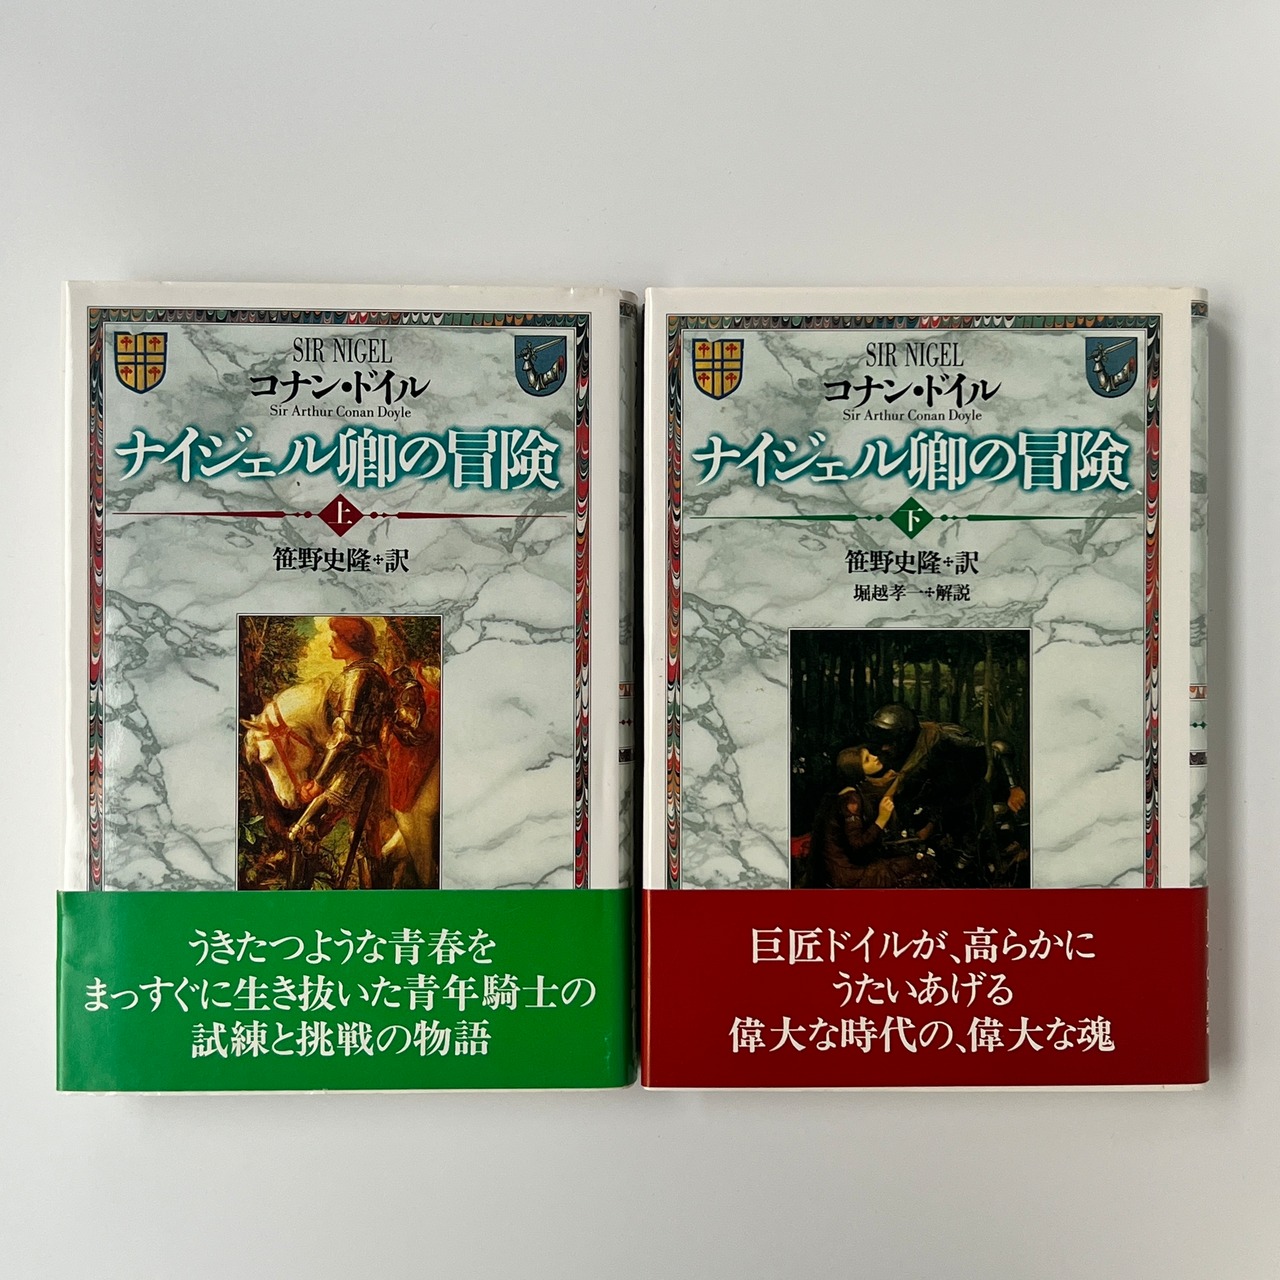 SIR NIGEL
コナン・ドイル
Sir Arthur Conan Doyle
ナイジェル卿の冒険
上
笹野史隆✢訳
うきたつような青春を
まっすぐに生き抜いた青年騎士の
試練と挑戦の物語
SIR NIGEL
コナン・ドイル
Sir Arthur Conan Doyle
ナイジェル卿の冒険
下
笹野史隆✢訳
堀越孝一✢解説
巨匠ドイルが、高らかに
うたいあげる
偉大な時代の、偉大な魂